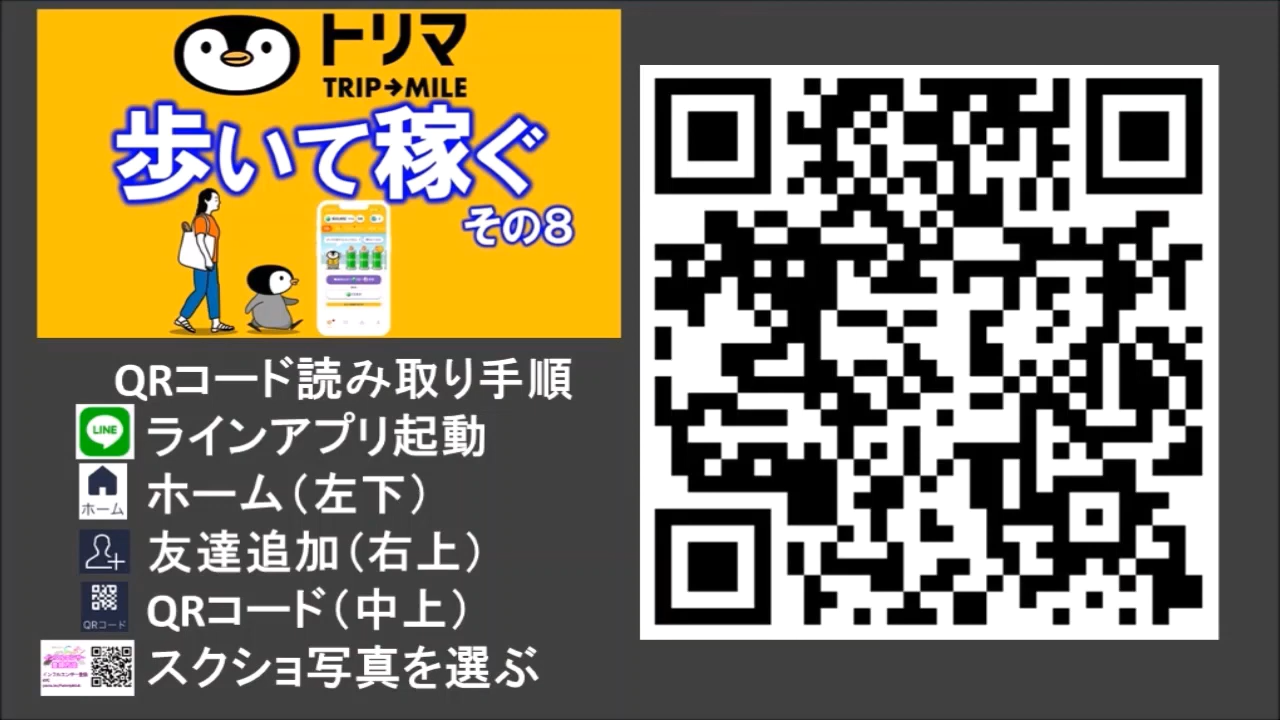 トリマ
TRIP→MILE
歩いて稼ぐ
その8
QRコード読み取り手順
LINE
ラインアプリ起動
ホーム
ホーム(左下)
友達追加(右上)
QRコード
QRコード(中上)
スクショ写真を選ぶ